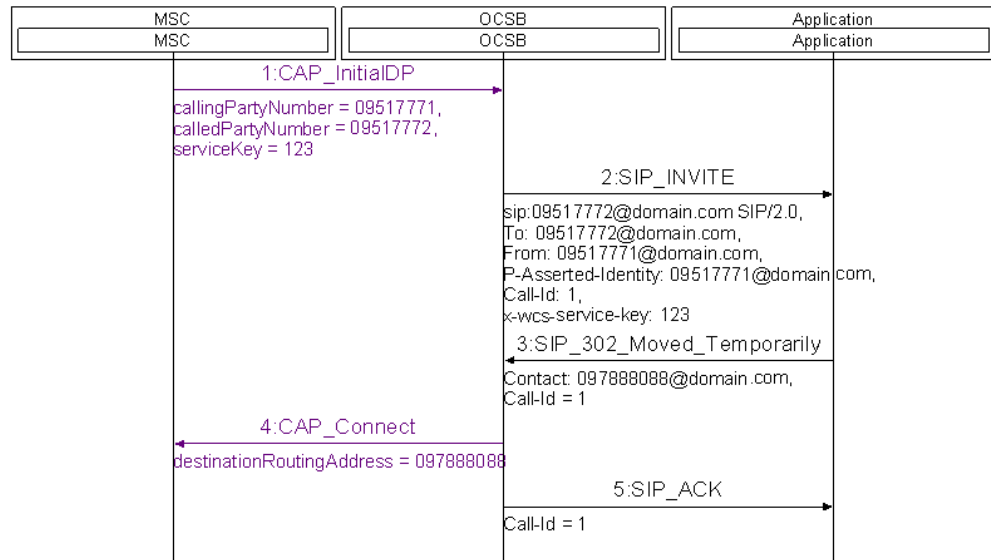 MSC
OCSB
Application
MSC
OCSB
Application
1:CAP_InitialDP
callingPartyNumber = 09517771,
calledPartyNumber = 09517772,
serviceKey = 123
2:SIP_INVITE
sip:09517772@domain.com SIP/2.0,
To: 09517772@domain.com,
From: 09517771@domain.com,
P-Asserted-Identity: 09517771@domain.com,
Call-Id: 1,
x-wcs-service-key: 123
3:SIP_302_Moved_Temporarily
Contact: 097888088@domain.com,
Call-Id = 1
4:CAP_Connect
destinationRoutingAddress = 097888088
5:SIP_ACK
Call-Id = 1